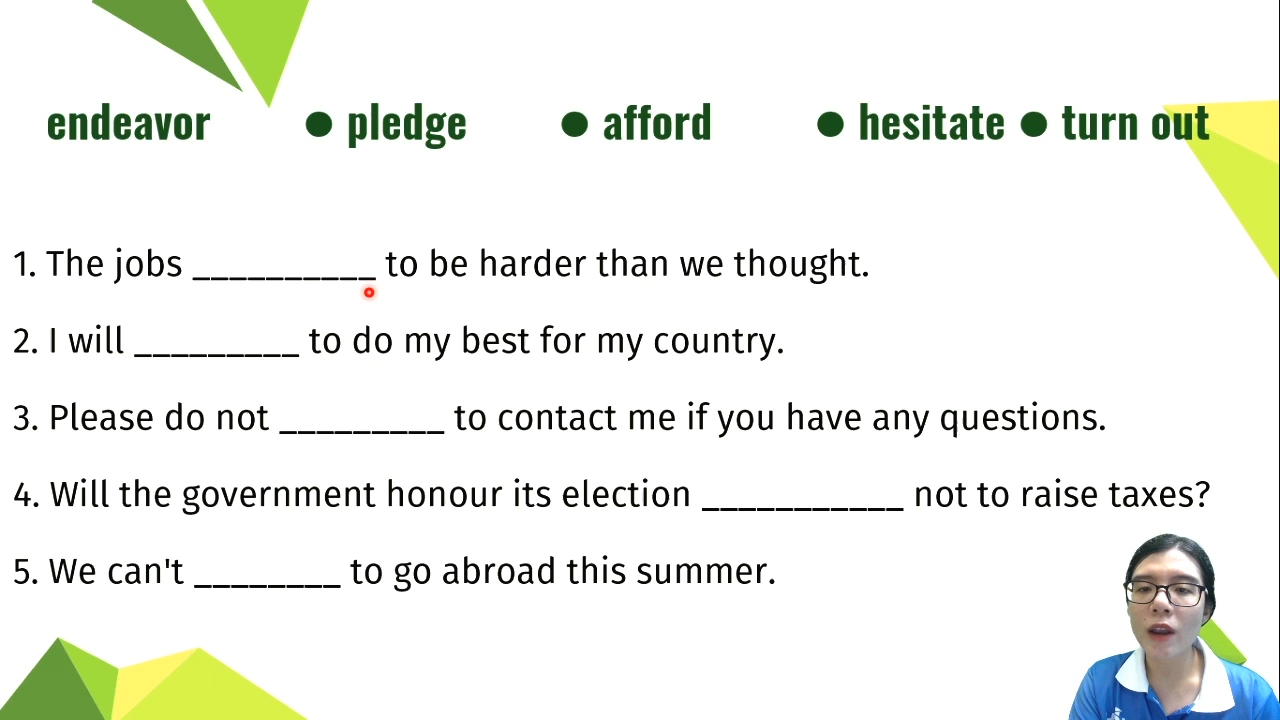 endeavor ● pledge ● afford ● hesitate ● turn out
1. The jobs __________ to be harder than we thought.
2. I will _________ to do my best for my country.
3. Please do not _________ to contact me if you have any questions.
4. Will the government honour its election ___________ not to raise taxes?
5. We can't ________ to go abroad this summer.